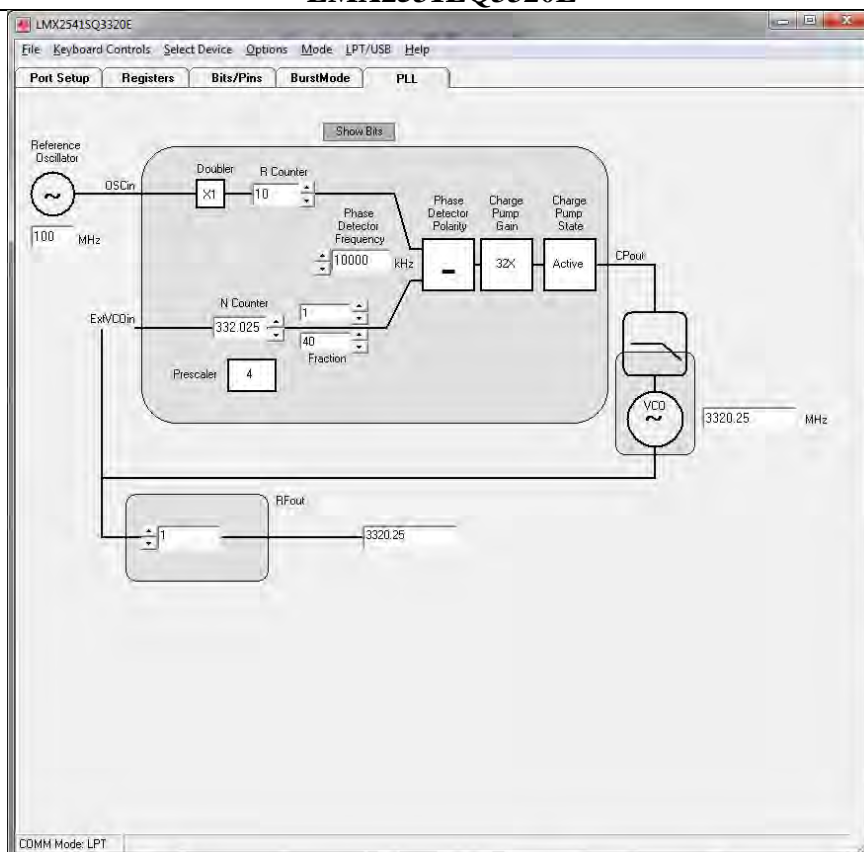 LMX2541SQ3320E
File Keyboard Controls Select Device Options Mode LPT/USB Help
Port Setup Registers Bits/Pins BurstMode PLL
Show Bits
Reference
Oscillator
OSCin
Doubler
R Counter
X1
10
100 MHz
Phase
Detector
Frequency
10000 kHz
Phase
Detector
Polarity
-
Charge
Pump
Gain
32X
Charge
Pump
State
Active
CPout
ExtVCOin
N Counter
332.025
1
40
Fraction
Prescaler 4
VCO
3320.25 MHz
RFout
1
3320.25
COMM Mode: LPT